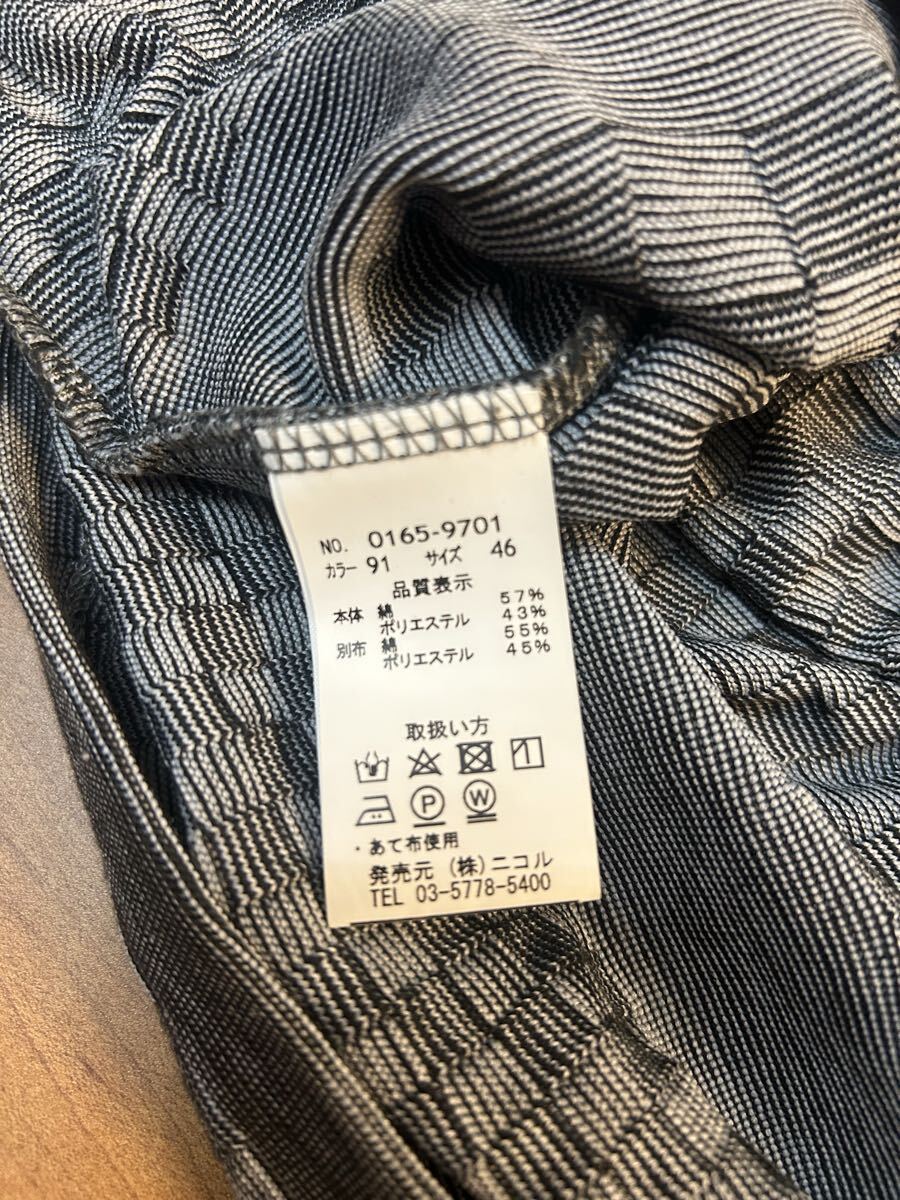 NO. 0165-9701
カラー 91 サイズ 46
品質表示
本体 綿 57%
ポリエステル 43%
別布 綿 55%
ポリエステル 45%
取扱い方
P W
・あて布使用
発売元 (株)ニコル
TEL 03-5778-5400